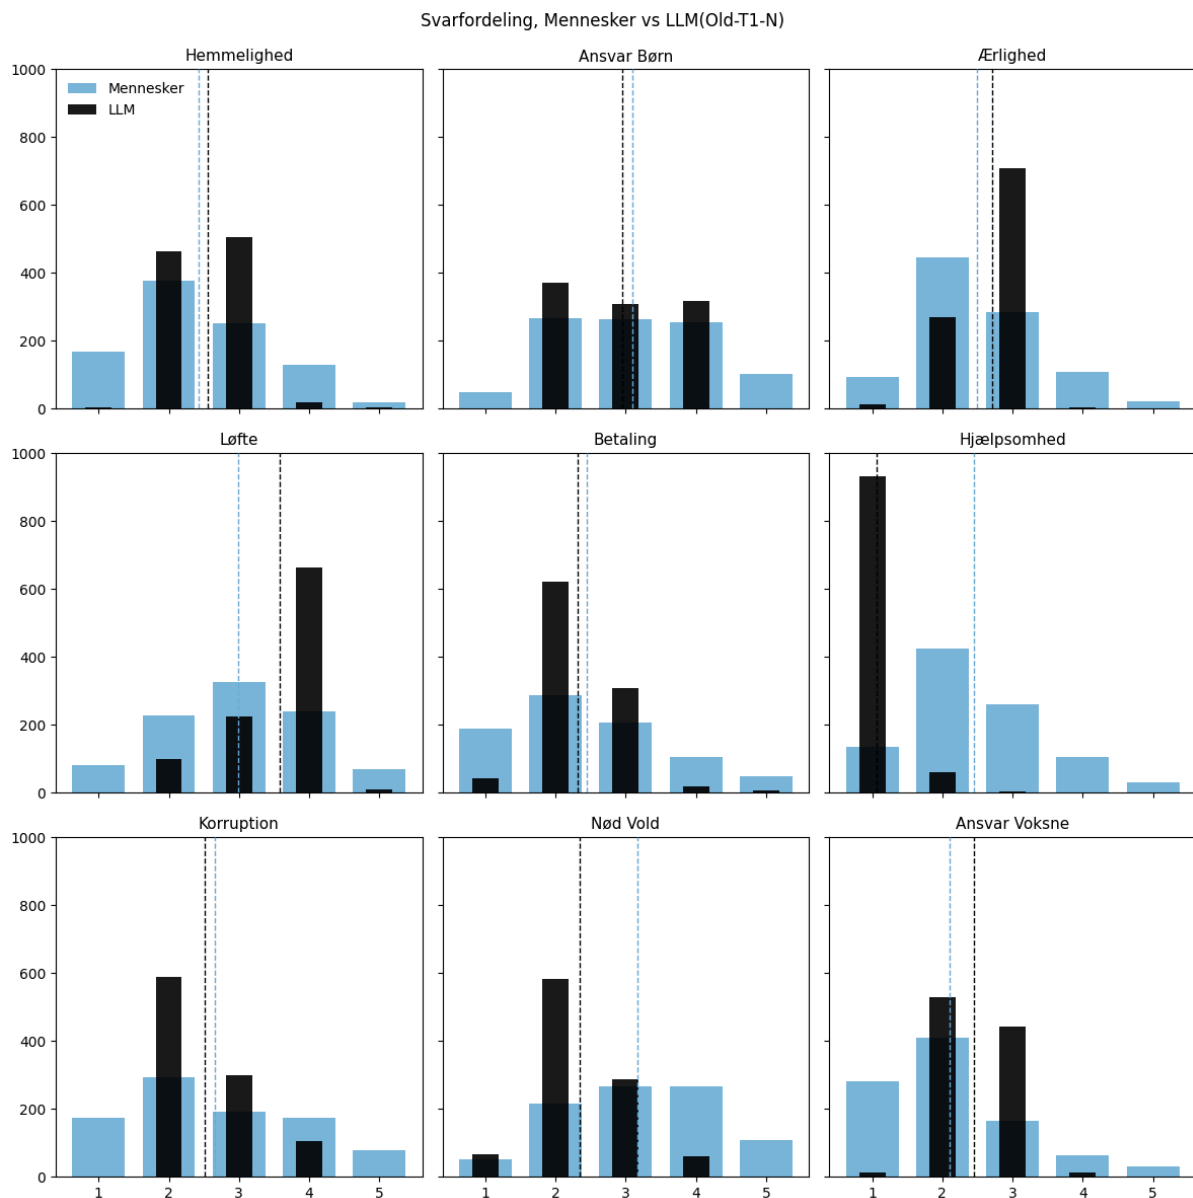 Svarfordeling, Mennesker vs LLM(Old-T1-N)
Hemmelighed
Ansvar Børn
Ærlighed
Mennesker
LLM
1000
800
600
400
200
0
Løfte
Betaling
Hjælpsomhed
1000
800
600
400
200
0
Korruption
Nød Vold
Ansvar Voksne
1000
800
600
400
200
0
1 2 3 4 5
1 2 3 4 5
1 2 3 4 5